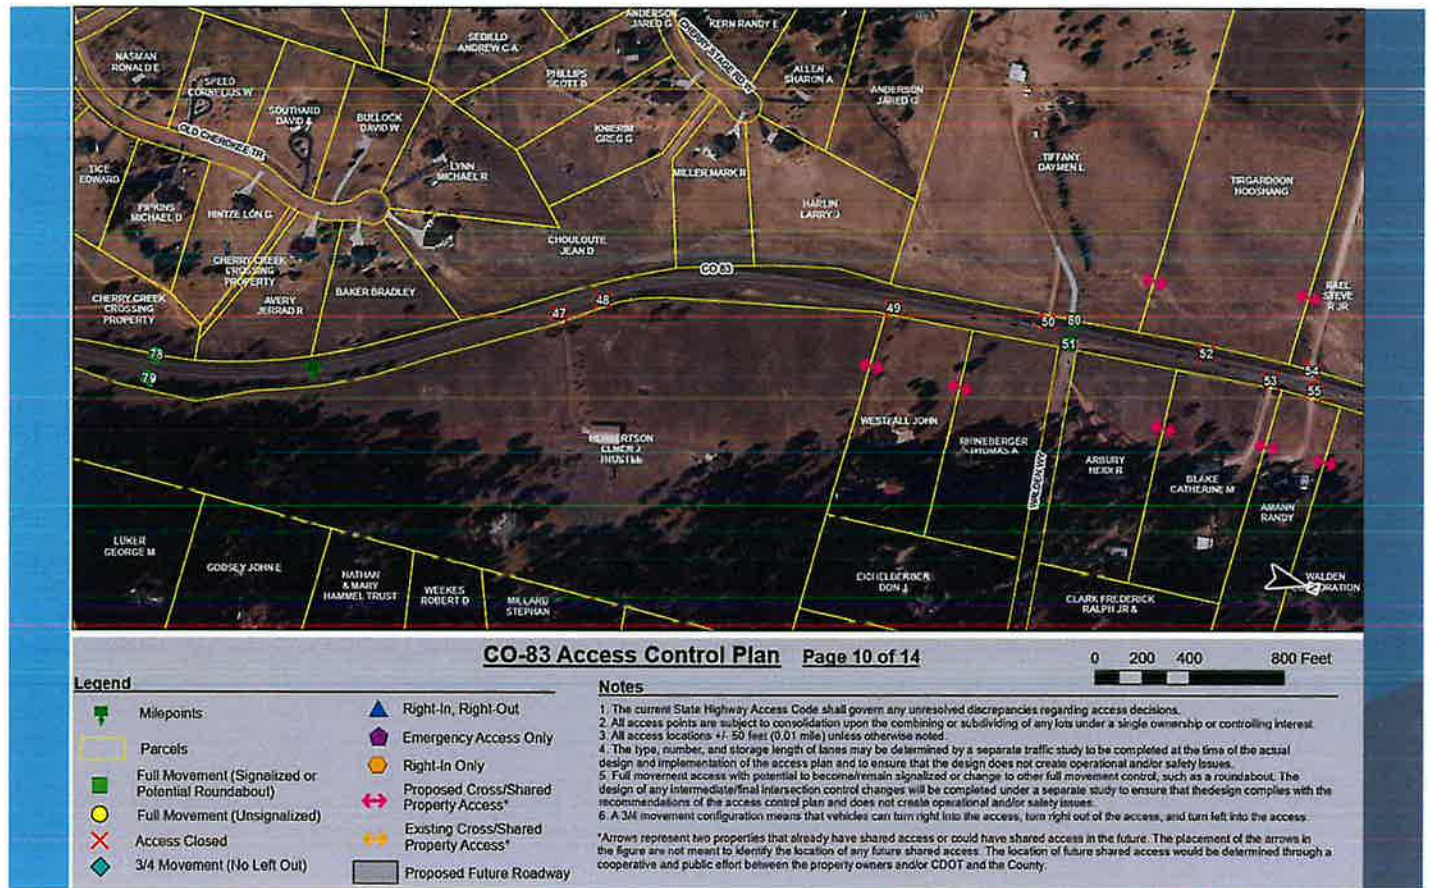 ANDERSON
JARED G
KERN RANDY E
CHERRY STAGE RD W
SEDILLO
ANDREW C A
NASMAN
RONALD E
PHILLIPS
SCOTT D
ALLEN
SHARON A
SPEED
CORNELIUS W
ANDERSON
JARED G
SOUTHARD
DAVID A
BULLOCK
DAVID W
KNIERIM
GREG G
OLD CHEROKEE TR
TICE
EDWARD
LYNN
MICHAEL R
MILLER MARK R
TIFFANY
DAYMEN L
TIRGARDOON
HOOSHANG
PIPKINS
MICHAEL D
HINTZE LON G
HARLIN
LARRY J
CHOULOUTE
JEAN D
CHERRY CREEK
CROSSING
PROPERTY
CO 83
BAKER BRADLEY
RAEL
STEVE
R JR
CHERRY CREEK
CROSSING
PROPERTY
AVERY
JERRAD R
47
48
49
50
60
51
52
78
79
53
54
55
WESTFALL JOHN
HERBERTSON
ELMER J
TRUSTEE
RHINEBERGER
THOMAS A
WALDEN WY
ARBURY
HEIDI R
BLAKE
CATHERINE M
AMANN
RANDY
LUKER
GEORGE M
GODSEY JOHN E
NATHAN
& MARY
HAMMEL TRUST
WEEKES
ROBERT D
MILLARD
STEPHAN
EICHELBERGER
DON J
CLARK FREDERICK
RALPH JR &
WALDEN
CORPORATION
CO-83 Access Control Plan Page 10 of 14
0 200 400 800 Feet
Legend
Milepoints
Parcels
Full Movement (Signalized or
Potential Roundabout)
Full Movement (Unsignalized)
Access Closed
3/4 Movement (No Left Out)
Right-In, Right-Out
Emergency Access Only
Right-In Only
Proposed Cross/Shared
Property Access*
Existing Cross/Shared
Property Access*
Proposed Future Roadway
Notes
1. The current State Highway Access Code shall govern any unresolved discrepancies regarding access decisions.
2. All access points are subject to consolidation upon the combining or subdividing of any lots under a single ownership or controlling interest
3. All access locations +/- 50 feet (0.01 mile) unless otherwise noted.
4. The type, number, and storage length of lanes may be determined by a separate traffic study to be completed at the time of the actual
design and implementation of the access plan and to ensure that the design does not create operational and/or safety issues.
5. Full movement access with potential to become/remain signalized or change to other full movement control, such as a roundabout. The
design of any intermediate/final intersection control changes will be completed under a separate study to ensure that thedesign complies with the
recommendations of the access control plan and does not create operational and/or safety issues.
6. A 3/4 movement configuration means that vehicles can turn right into the access, turn right out of the access, and turn left into the access.
*Arrows represent two properties that already have shared access or could have shared access in the future. The placement of the arrows in
the figure are not meant to identify the location of any future shared access. The location of future shared access would be determined through a
cooperative and public effort between the property owners and/or CDOT and the County.